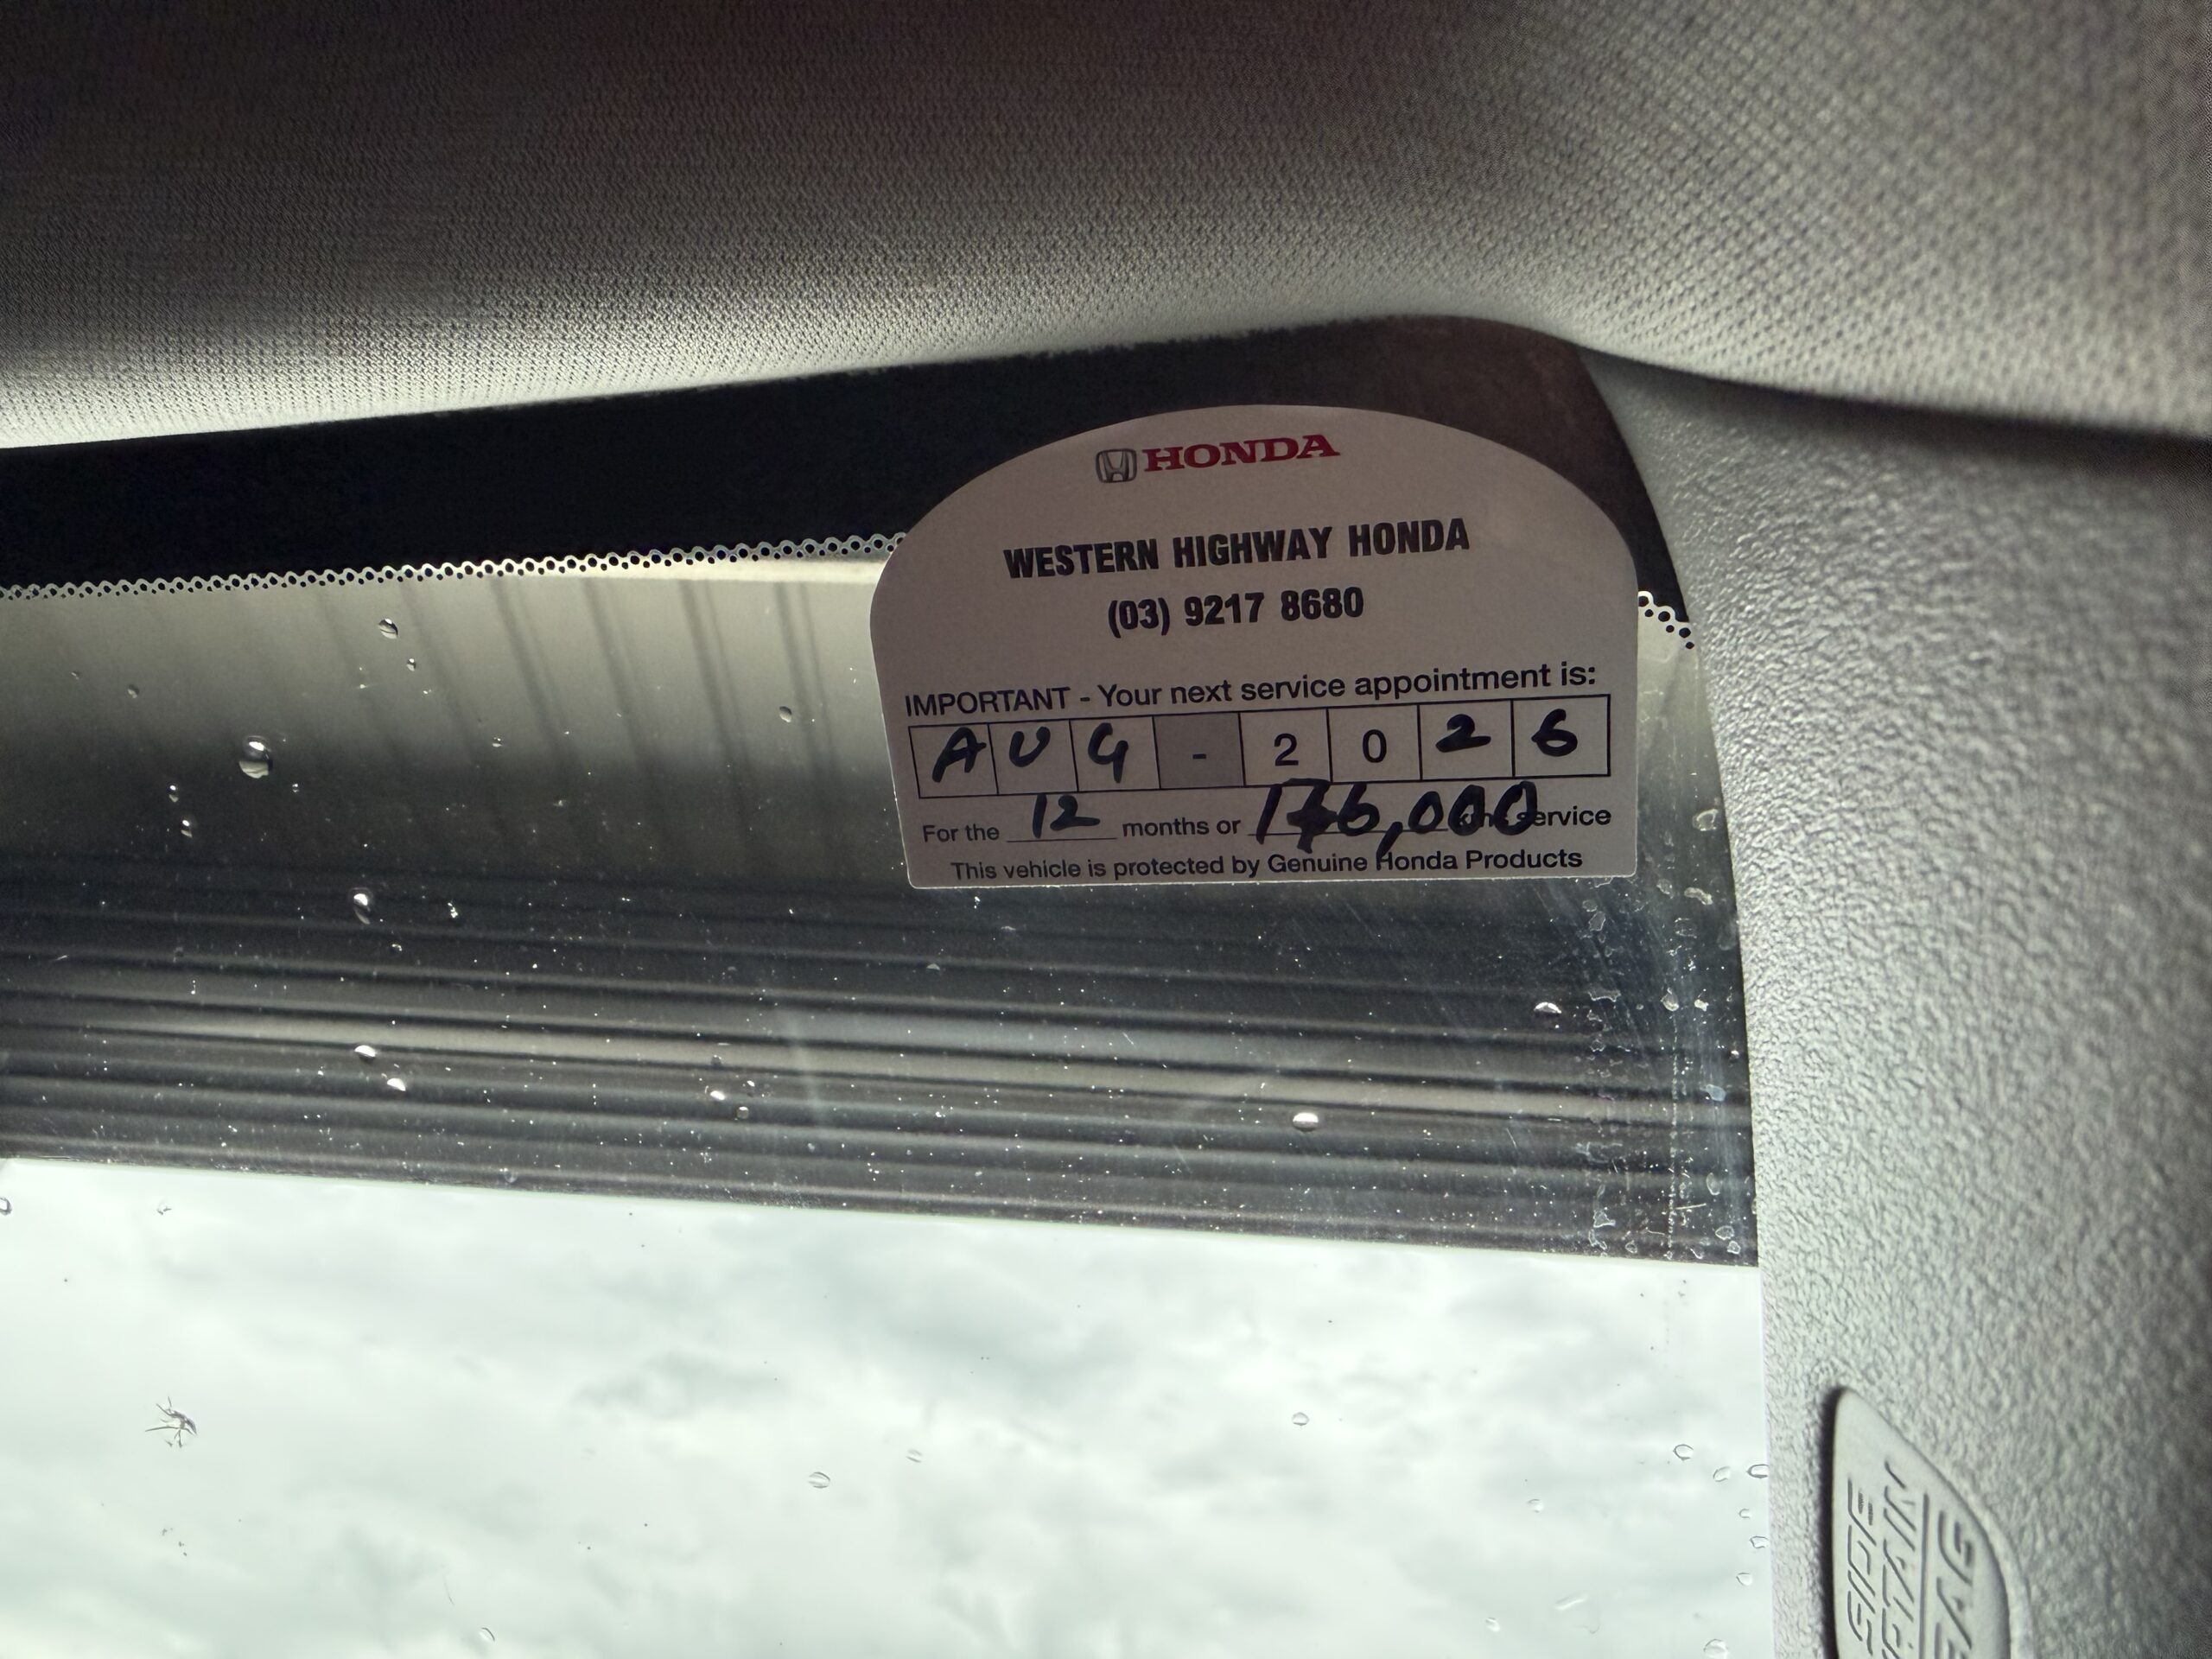 HONDA
WESTERN HIGHWAY HONDA
(03) 9217 8680
IMPORTANT - Your next service appointment is:
AUG - 2026
For the 12 months or 176,000 kms service
This vehicle is protected by Genuine Honda Products
SIDE